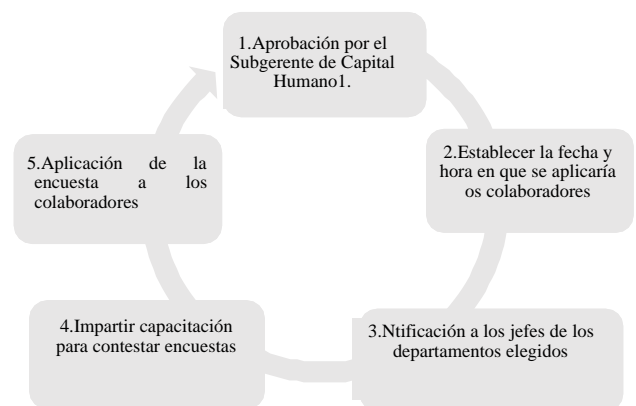 1.Aprobación por el
Subgerente de Capital
Humano1.
2.Establecer la fecha y
hora en que se aplicaría
os colaboradores
3.Ntificación a los jefes de los
departamentos elegidos
4.Impartir capacitación
para contestar encuestas
5.Aplicación de la
encuesta a los
colaboradores